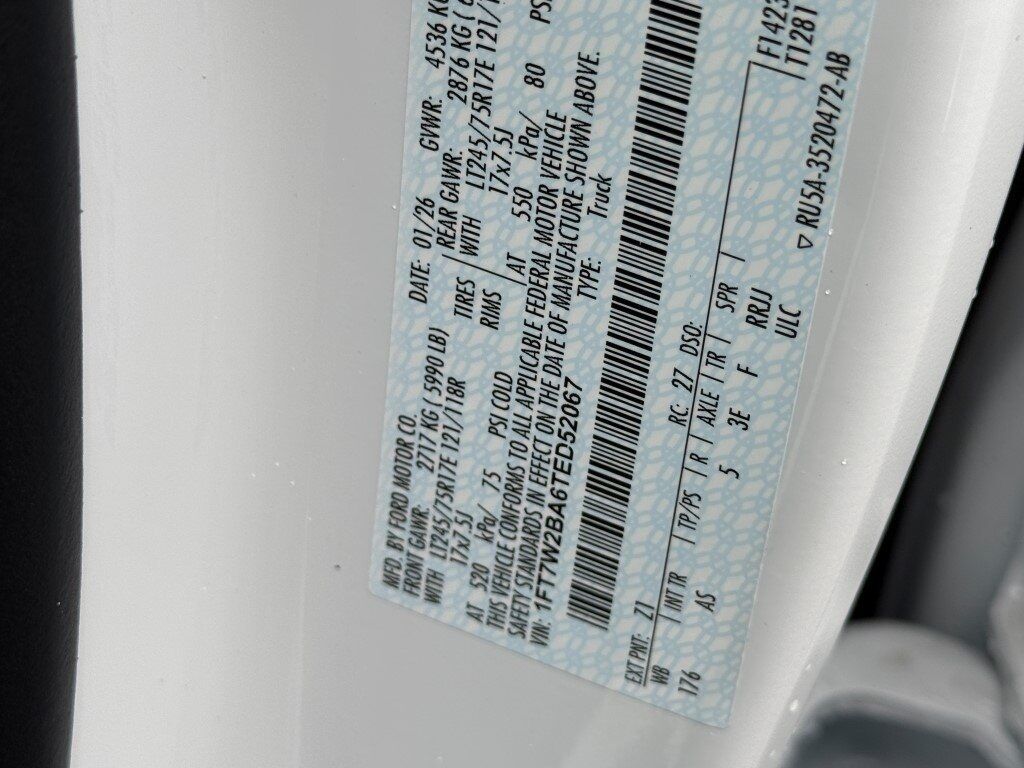 MFD. BY FORD MOTOR CO.
DATE: 01/26 GVWR: 4536 K
FRONT GAWR: 2717 KG ( 5990 LB) REAR GAWR: 2876 KG (
WITH LT245/75R17E 121/118R TIRES WITH LT245/75R17E 121/1
17x7.5J RIMS 17x7.5J
AT 520 kPa/ 75 PSI COLD AT 550 kPa/ 80 PS
THIS VEHICLE CONFORMS TO ALL APPLICABLE FEDERAL MOTOR VEHICLE
SAFETY STANDARDS IN EFFECT ON THE DATE OF MANUFACTURE SHOWN ABOVE.
VIN: 1FT7W2BA6TED52067 TYPE: Truck
F1423
T1281
EXT PNT: Z1 RC: 27 DSO:
WB INT TR TP/PS R AXLE TR SPR
176 AS 5 3E F RRJJ
ULC
▽ RU5A-3520472-AB